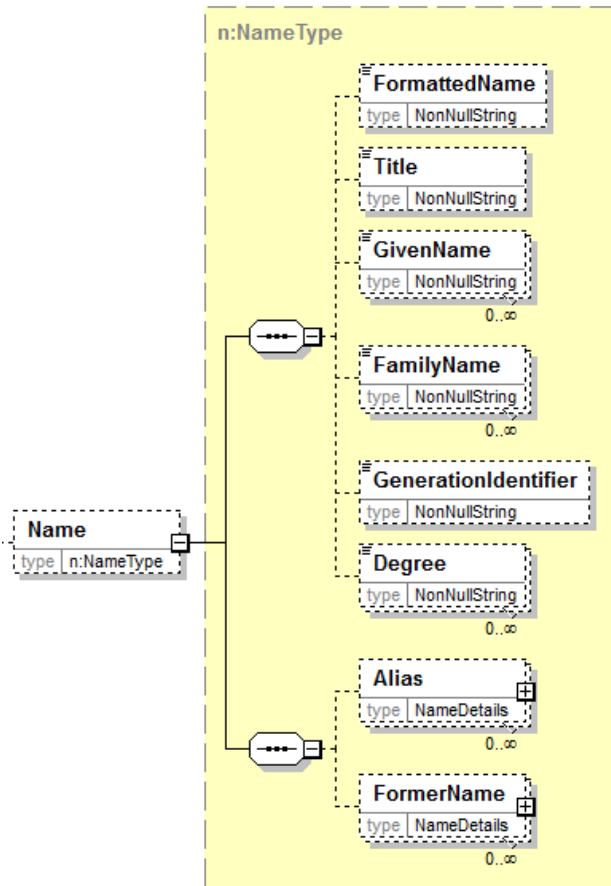 n:NameType
FormattedName
type NonNullString
Title
type NonNullString
GivenName
type NonNullString
0..∞
FamilyName
type NonNullString
0..∞
GenerationIdentifier
type NonNullString
Name
type n:NameType
Degree
type NonNullString
0..∞
Alias
type NameDetails
0..∞
FormerName
type NameDetails
0..∞